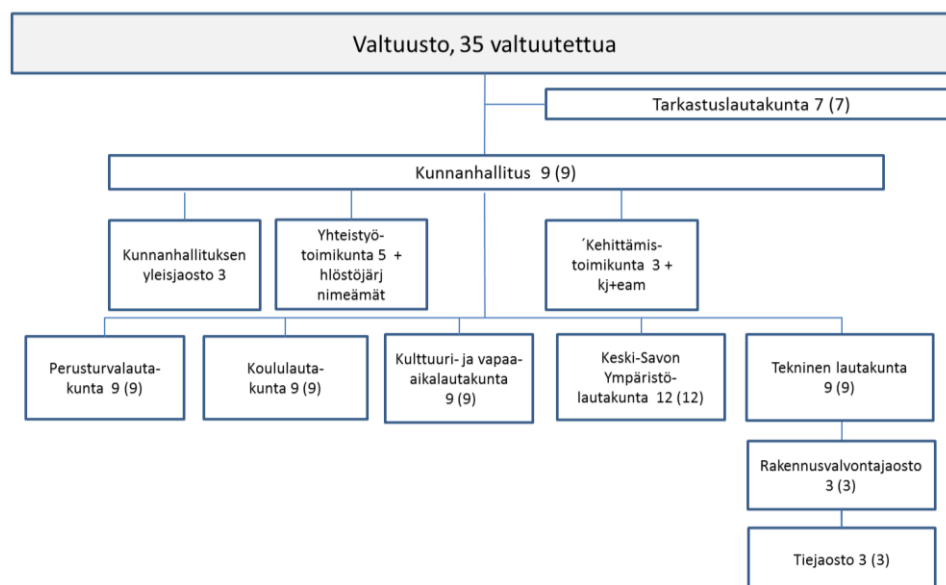 Valtuusto, 35 valtuutettua
Tarkastuslautakunta 7 (7)
Kunnanhallitus 9 (9)
Kunnanhallituksen
yleisjaosto 3
Yhteistyö-
toimikunta 5 +
hlöstöjärj
nimeämät
´Kehittämis-
toimikunta 3 +
kj+eam
Perusturvalauta-
kunta 9 (9)
Koululauta-
kunta 9 (9)
Kulttuuri- ja vapaa-
aikalautakunta
9 (9)
Keski-Savon
Ympäristö-
lautakunta 12 (12)
Tekninen lautakunta
9 (9)
Rakennusvalvontajaosto
3 (3)
Tiejaosto 3 (3)